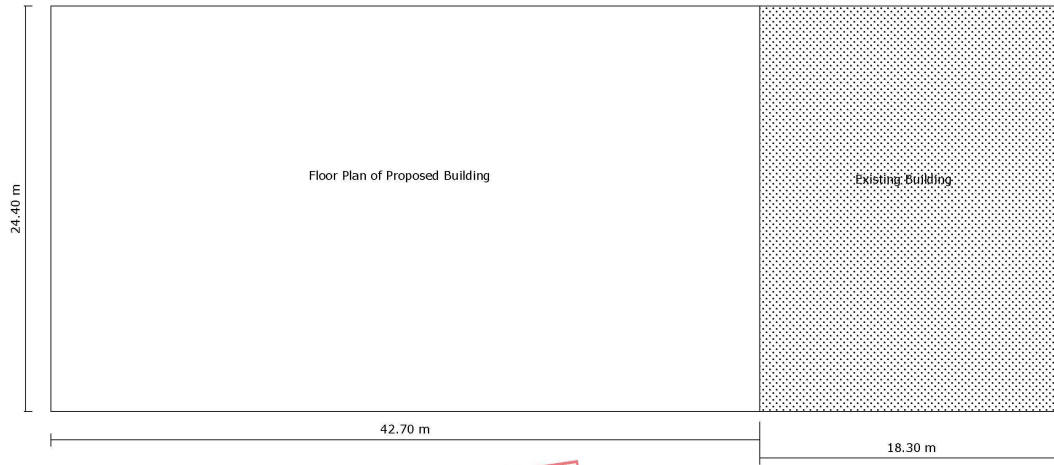 Floor Plan of Proposed Building
Existing Building
24.40 m
42.70 m
18.30 m